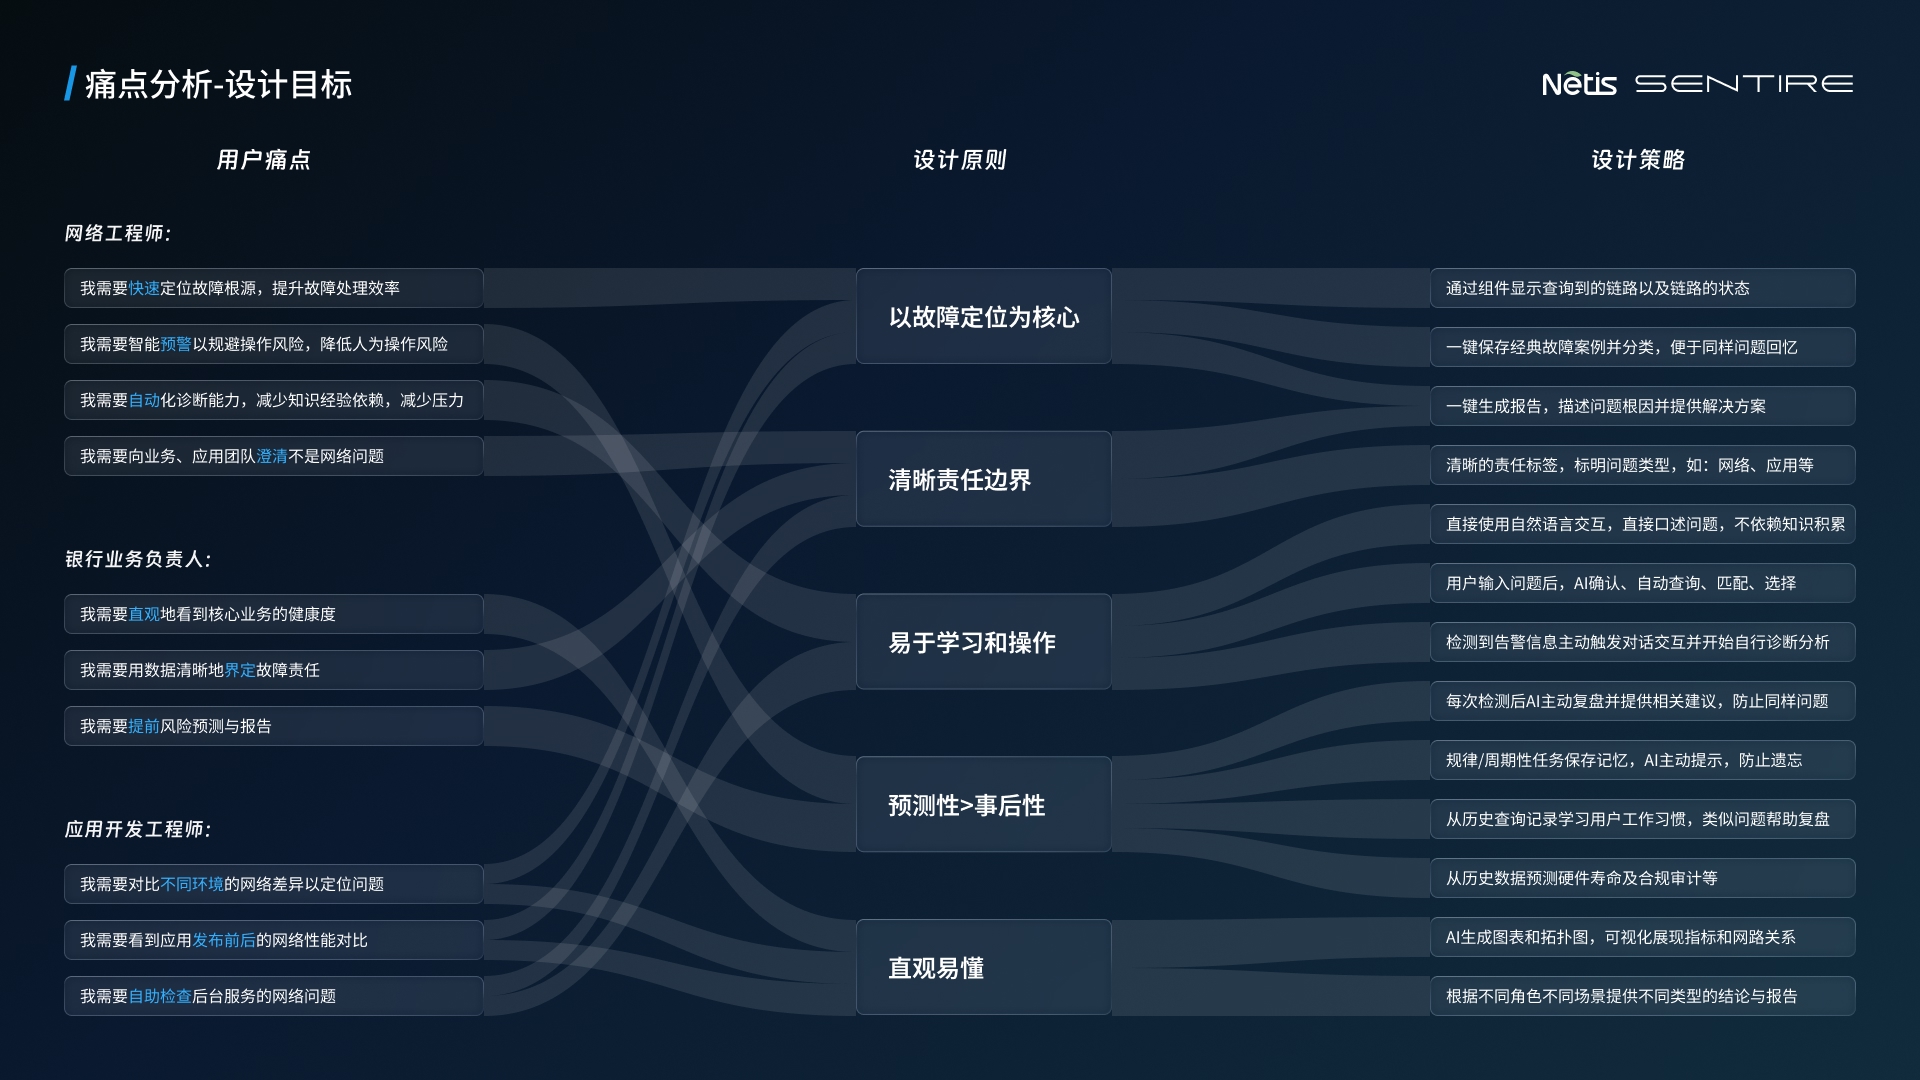 痛点分析-设计目标
Netis SENTIRE
用户痛点
设计原则
设计策略
网络工程师：
我需要快速定位故障根源，提升故障处理效率
我需要智能预警以规避操作风险，降低人为操作风险
我需要自动化诊断能力，减少知识经验依赖，减少压力
我需要向业务、应用团队澄清不是网络问题
银行业务负责人：
我需要直观地看到核心业务的健康度
我需要用数据清晰地界定故障责任
我需要提前风险预测与报告
应用开发工程师：
我需要对比不同环境的网络差异以定位问题
我需要看到应用发布前后的网络性能对比
我需要自助检查后台服务的网络问题
以故障定位为核心
清晰责任边界
易于学习和操作
预测性>事后性
直观易懂
通过组件显示查询到的链路以及链路的状态
一键保存经典故障案例并分类，便于同样问题回忆
一键生成报告，描述问题根因并提供解决方案
清晰的责任标签，标明问题类型，如：网络、应用等
直接使用自然语言交互，直接口述问题，不依赖知识积累
用户输入问题后，AI确认、自动查询、匹配、选择
检测到告警信息主动触发对话交互并开始自行诊断分析
每次检测后AI主动复盘并提供相关建议，防止同样问题
规律/周期性任务保存记忆，AI主动提示，防止遗忘
从历史查询记录学习用户工作习惯，类似问题帮助复盘
从历史数据预测硬件寿命及合规审计等
AI生成图表和拓扑图，可视化展现指标和网路关系
根据不同角色不同场景提供不同类型的结论与报告